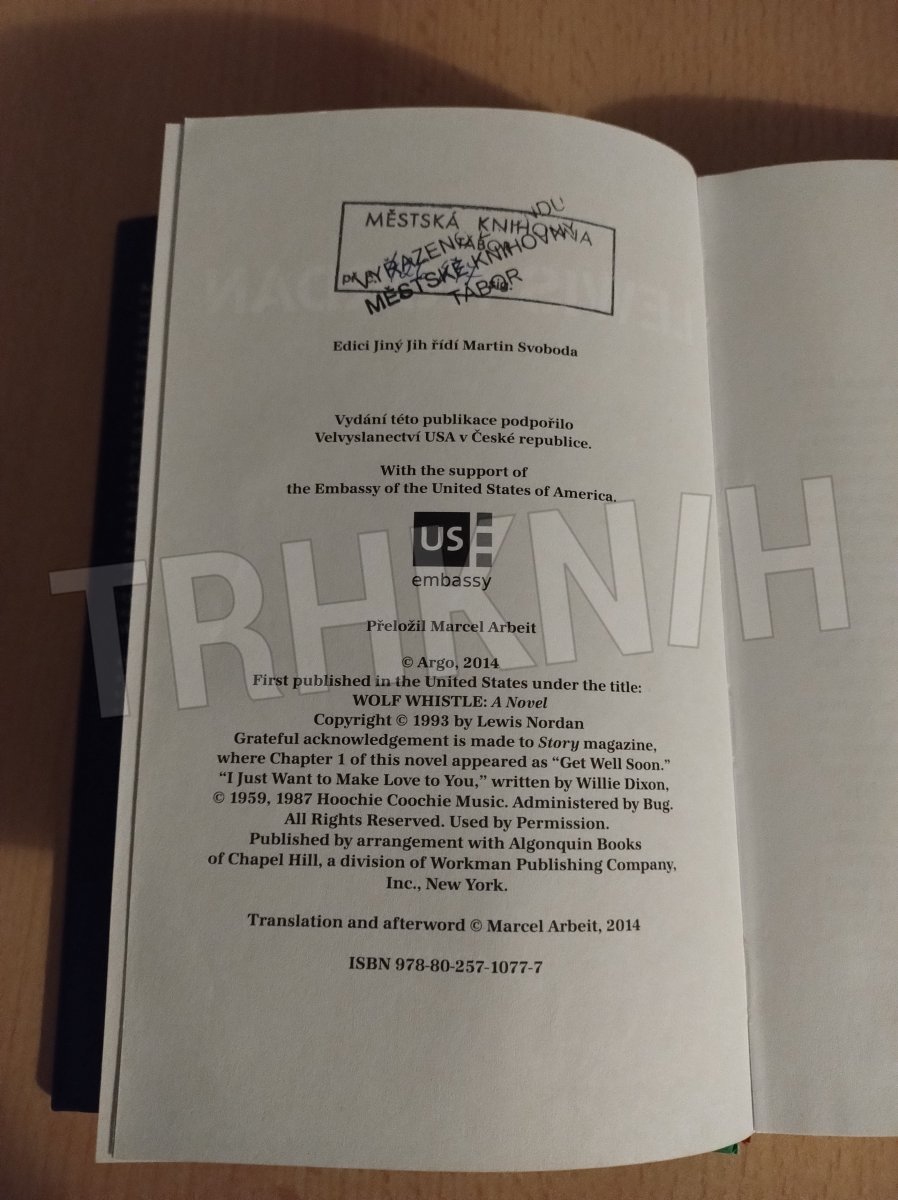 MĚSTSKÁ KNIHOVNA
TÁBOR
VYŘAZENO
MĚSTSKÉ KNIHOVNY
TÁBOR
Edici Jiný Jih řídí Martin Svoboda
Vydání této publikace podpořilo
Velvyslanectví USA v České republice.
With the support of
the Embassy of the United States of America.
US
embassy
TRHKNIH
Přeložil Marcel Arbeit
© Argo, 2014
First published in the United States under the title:
WOLF WHISTLE: A Novel
Copyright © 1993 by Lewis Nordan
Grateful acknowledgement is made to Story magazine,
where Chapter 1 of this novel appeared as “Get Well Soon.”
“I Just Want to Make Love to You,” written by Willie Dixon,
© 1959, 1987 Hoochie Coochie Music. Administered by Bug.
All Rights Reserved. Used by Permission.
Published by arrangement with Algonquin Books
of Chapel Hill, a division of Workman Publishing Company,
Inc., New York.
Translation and afterword © Marcel Arbeit, 2014
ISBN 978-80-257-1077-7